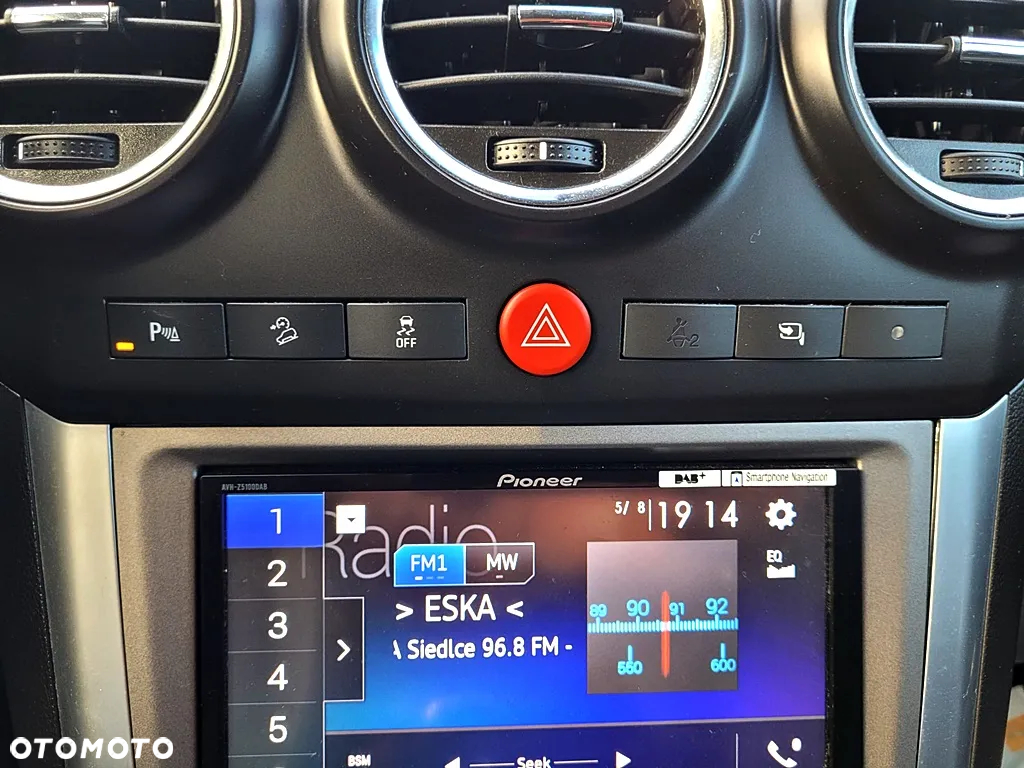 P
OFF
2
AVH-Z5100DAB
Pioneer
DAB+
Smartphone Navigation
1
2
3
4
5
Radio
5/ 8
19 14
EQ
FM1
MW
> ESKA <
Siedlce 96.8 FM -
89 90 91 92
550 600
BSM
Seek
OTOMOTO